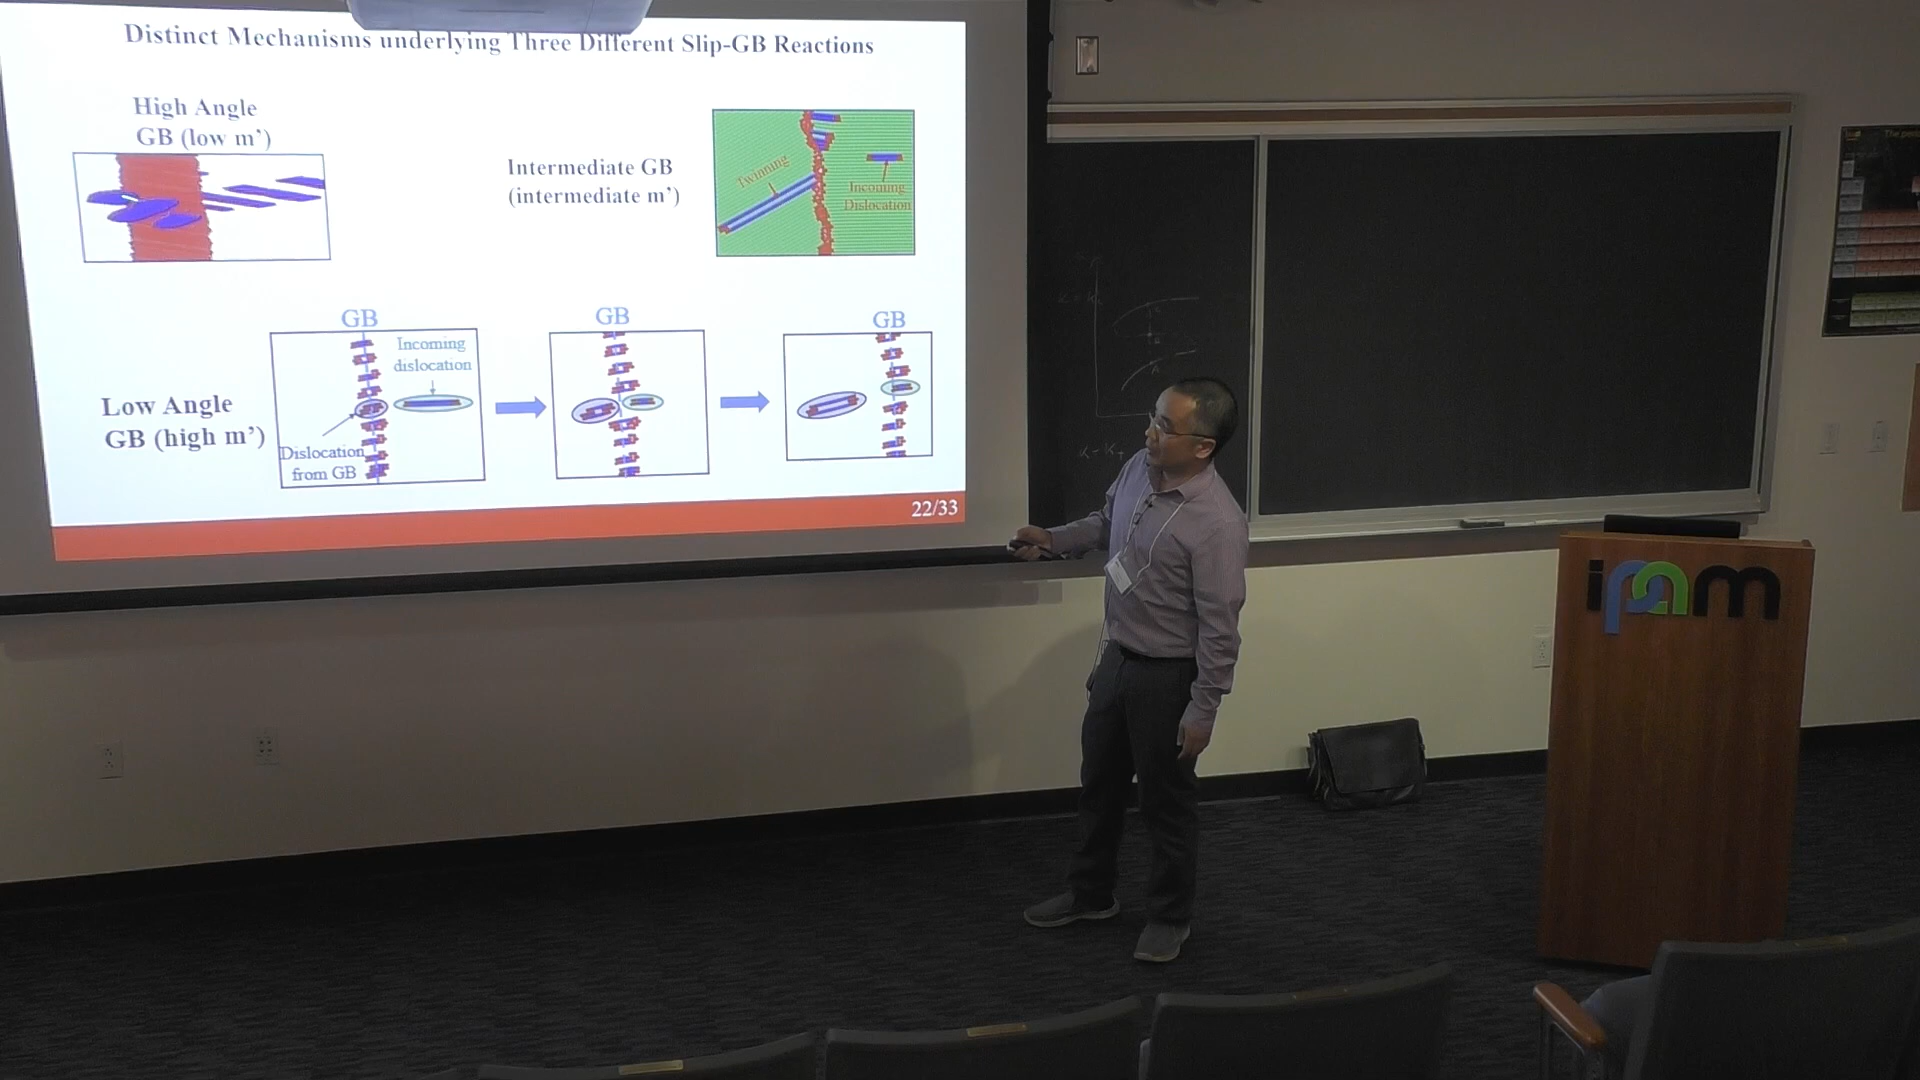 Distinct Mechanisms underlying Three Different Slip-GB Reactions
High Angle
GB (low m’)
Intermediate GB
(intermediate m’)
Twinning
Incoming
Dislocation
Low Angle
GB (high m’)
GB
Incoming
dislocation
Dislocation
from GB
GB
GB
22/33
ipam